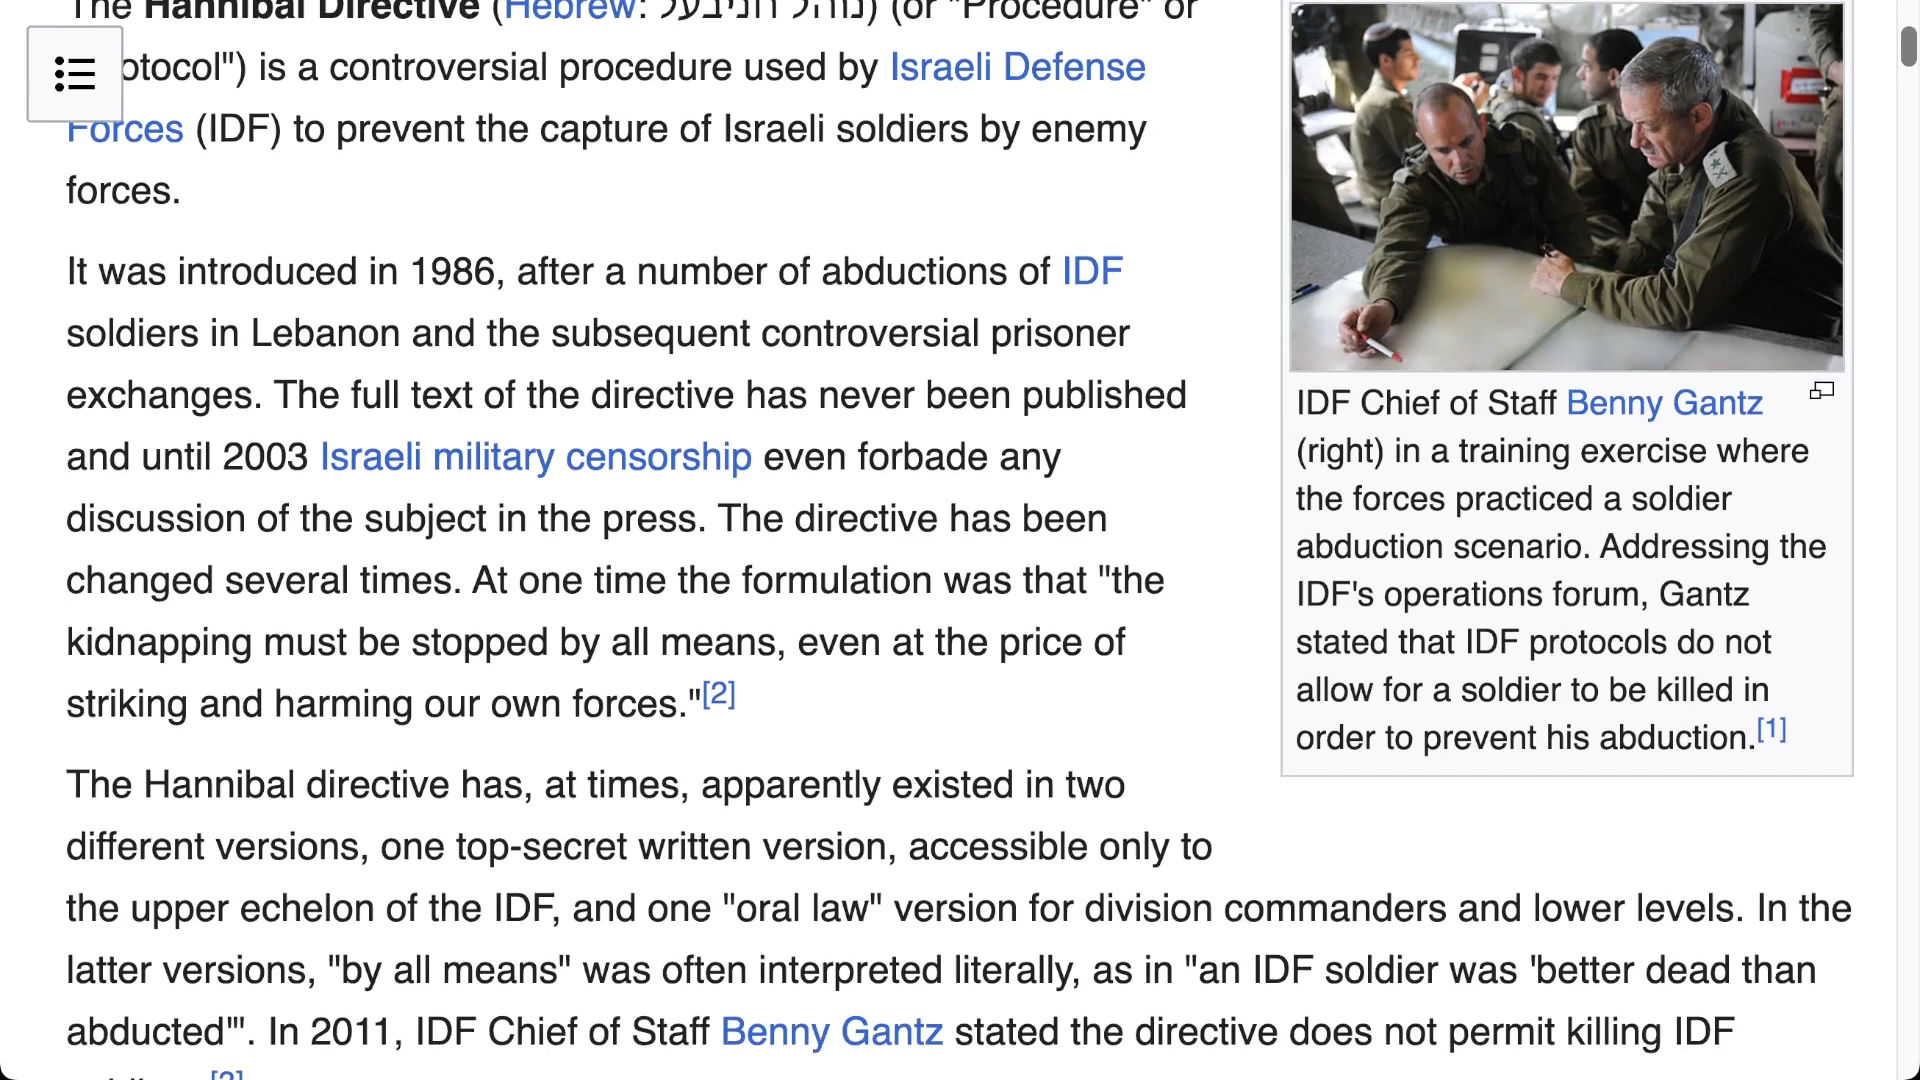 The Hannibal Directive (Hebrew: נוהל חניבעל) (or "Procedure" or
otocol") is a controversial procedure used by Israeli Defense
Forces (IDF) to prevent the capture of Israeli soldiers by enemy
forces.
It was introduced in 1986, after a number of abductions of IDF
soldiers in Lebanon and the subsequent controversial prisoner
exchanges. The full text of the directive has never been published
and until 2003 Israeli military censorship even forbade any
discussion of the subject in the press. The directive has been
changed several times. At one time the formulation was that "the
kidnapping must be stopped by all means, even at the price of
striking and harming our own forces."[2]
The Hannibal directive has, at times, apparently existed in two
different versions, one top-secret written version, accessible only to
the upper echelon of the IDF, and one "oral law" version for division commanders and lower levels. In the
latter versions, "by all means" was often interpreted literally, as in "an IDF soldier was 'better dead than
abducted'". In 2011, IDF Chief of Staff Benny Gantz stated the directive does not permit killing IDF
IDF Chief of Staff Benny Gantz
(right) in a training exercise where
the forces practiced a soldier
abduction scenario. Addressing the
IDF's operations forum, Gantz
stated that IDF protocols do not
allow for a soldier to be killed in
order to prevent his abduction.[1]